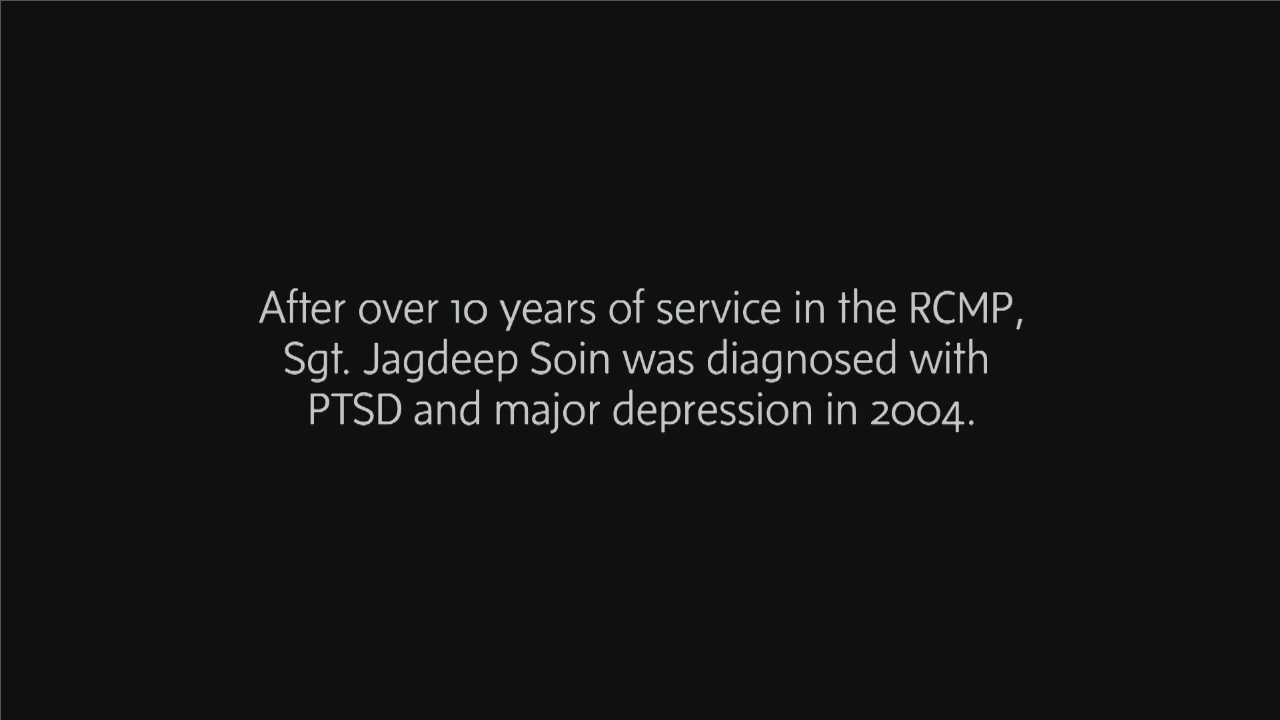 After over 10 years of service in the RCMP,
Sgt. Jagdeep Soin was diagnosed with
PTSD and major depression in 2004.